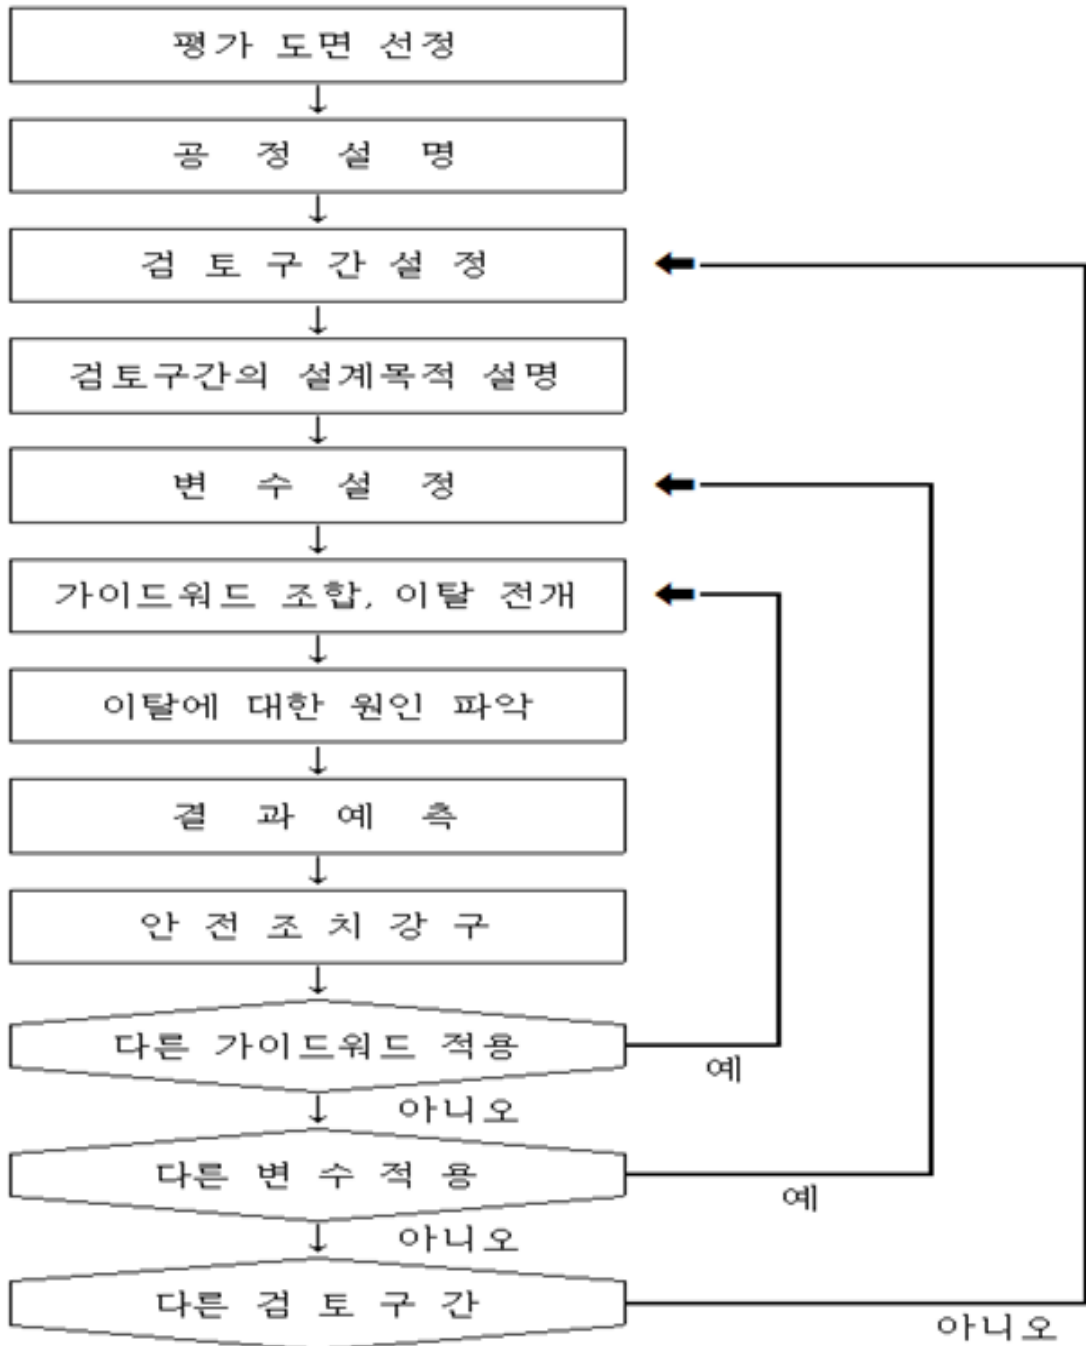 평가 도면 선정
↓
공 정 설 명
↓
검 토 구 간 설 정
↓
검토구간의 설계목적 설명
↓
변 수 설 정
↓
가이드워드 조합, 이탈 전개
↓
이탈에 대한 원인 파악
↓
결 과 예 측
↓
안 전 조 치 강 구
↓
다른 가이드워드 적용
예
↓ 아니오
다른 변 수 적 용
예
↓ 아니오
다른 검 토 구 간
아니오